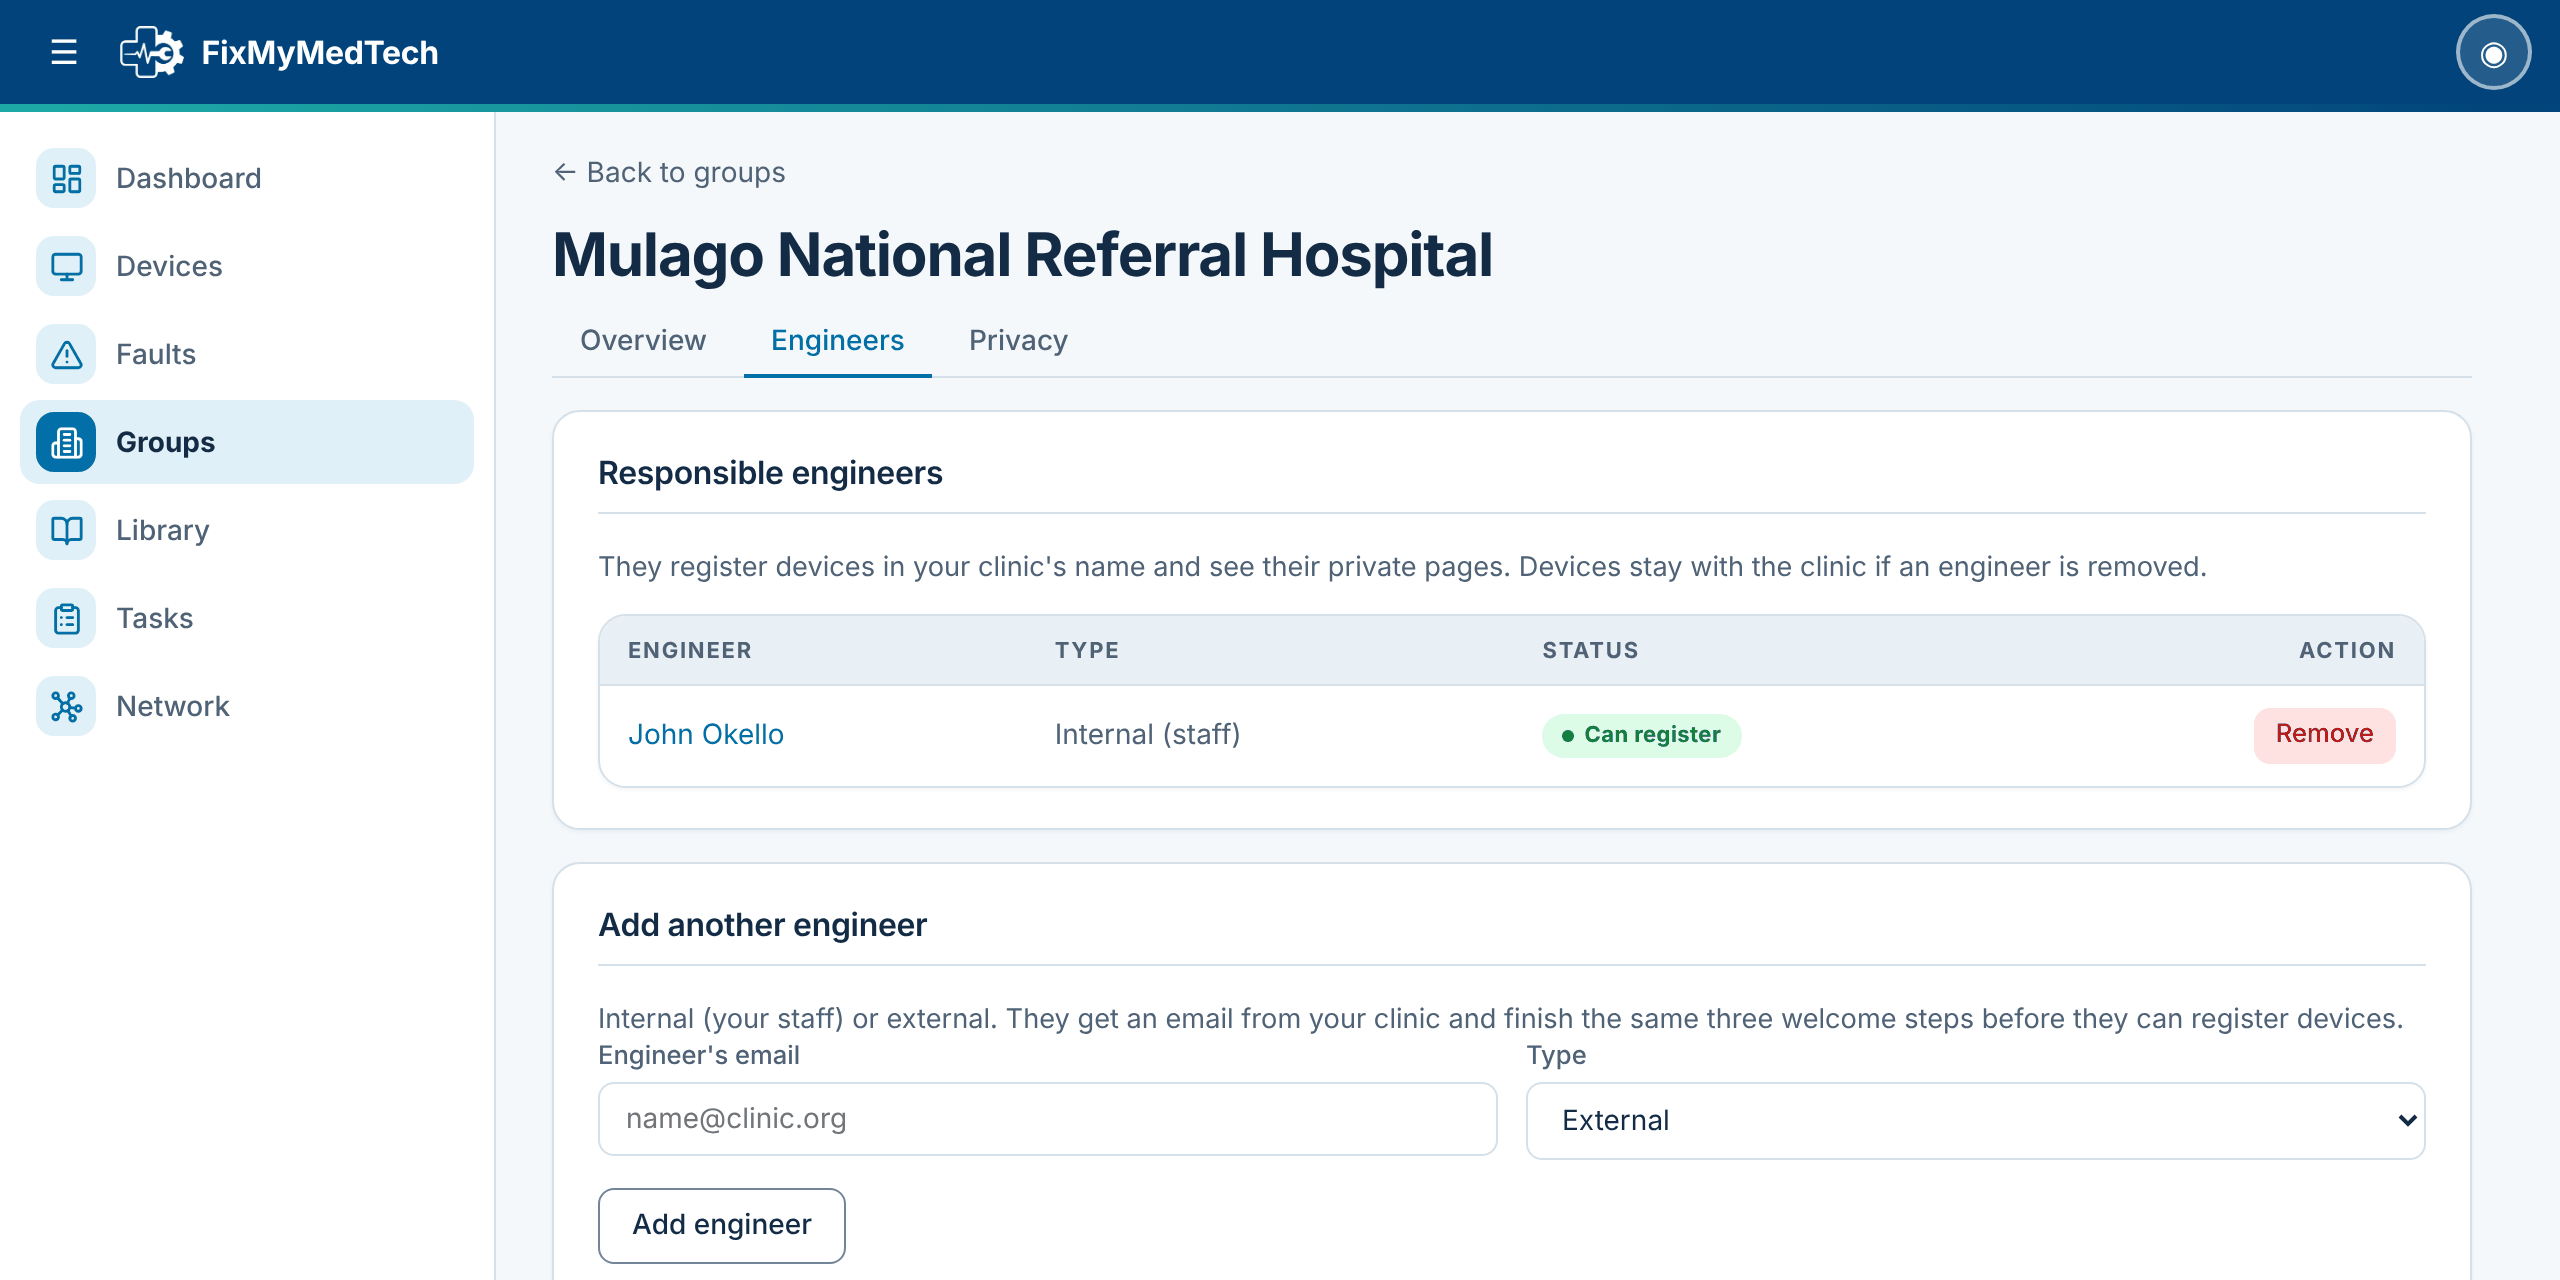 FixMyMedTech
Dashboard
Devices
Faults
Groups
Library
Tasks
Network
← Back to groups
Mulago National Referral Hospital
Overview Engineers Privacy
Responsible engineers
They register devices in your clinic's name and see their private pages. Devices stay with the clinic if an engineer is removed.
ENGINEER TYPE STATUS ACTION
John Okello Internal (staff) Can register Remove
Add another engineer
Internal (your staff) or external. They get an email from your clinic and finish the same three welcome steps before they can register devices.
Engineer's email Type
name@clinic.org External
Add engineer